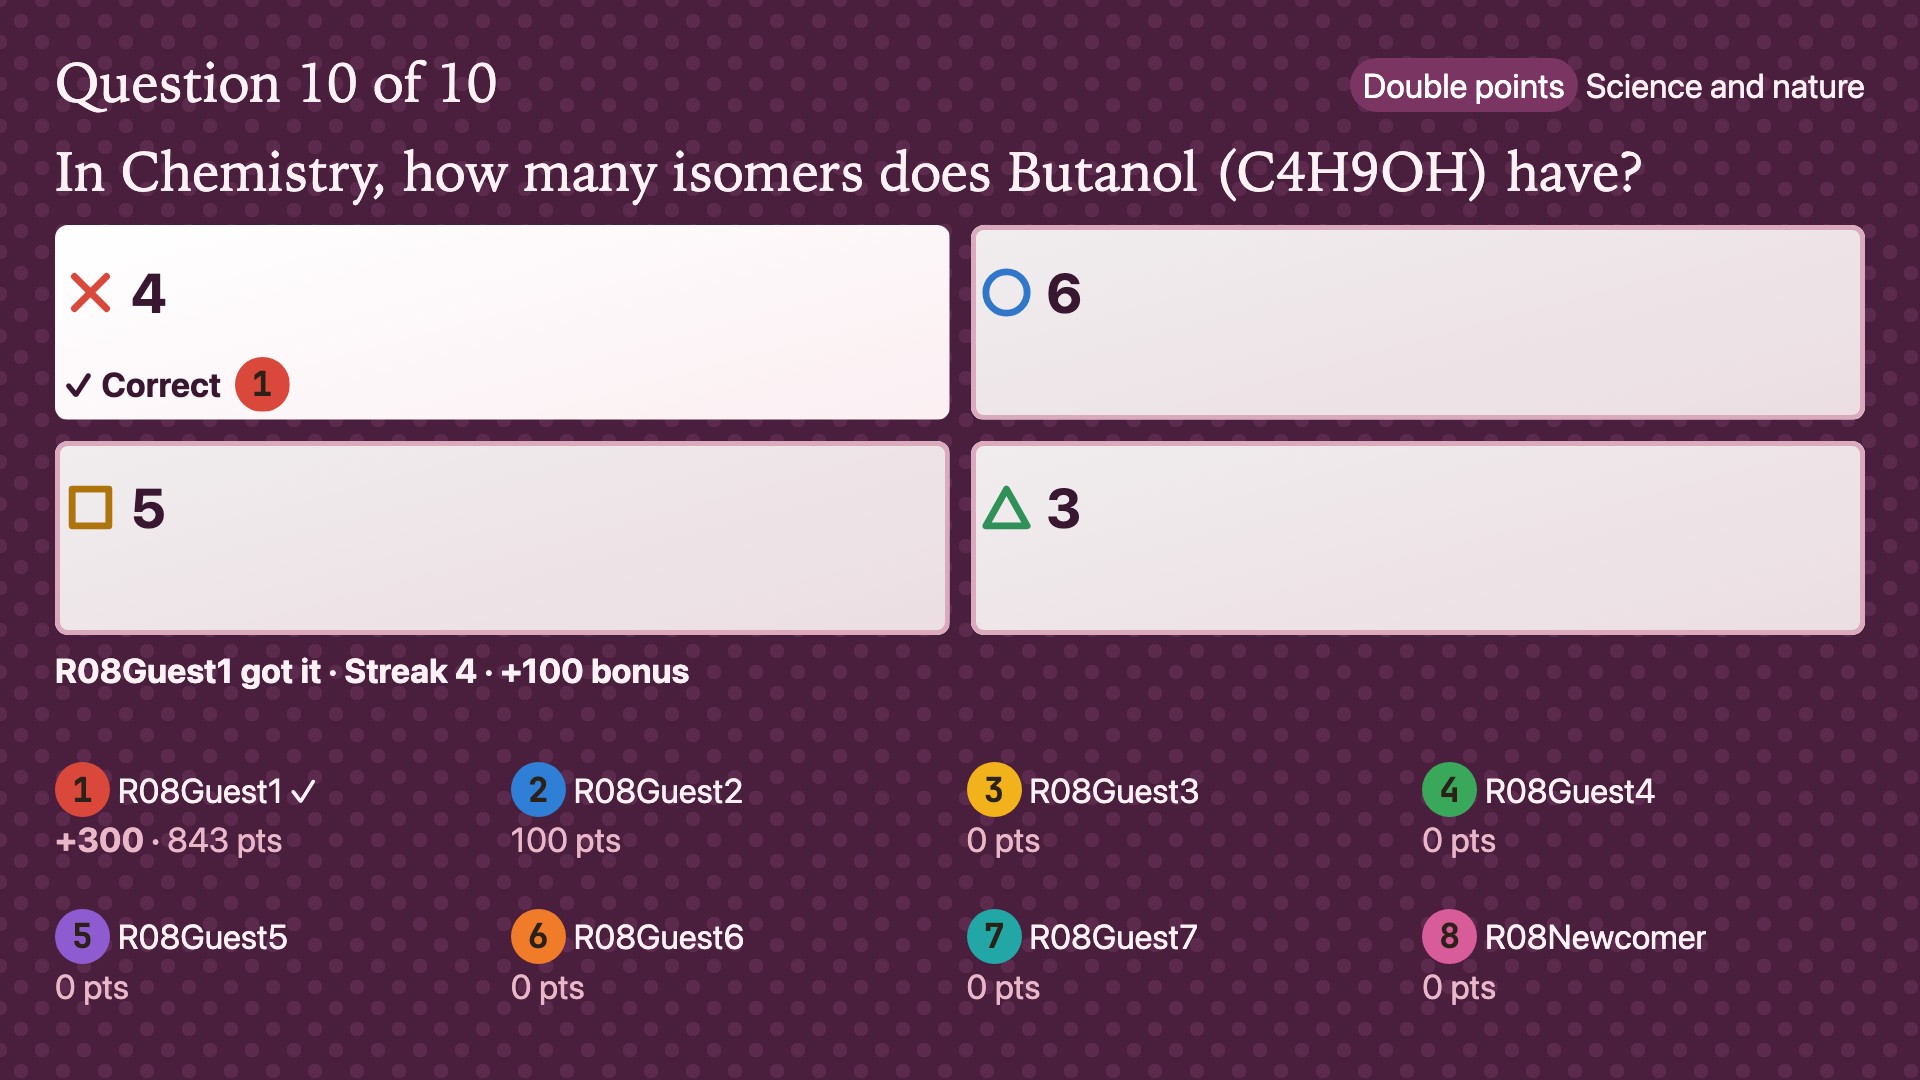 Question 10 of 10
Double points Science and nature
In Chemistry, how many isomers does Butanol (C4H9OH) have?
4
✓ Correct 1
6
5
3
R08Guest1 got it · Streak 4 · +100 bonus
1 R08Guest1 ✓
+300 · 843 pts
2 R08Guest2
100 pts
3 R08Guest3
0 pts
4 R08Guest4
0 pts
5 R08Guest5
0 pts
6 R08Guest6
0 pts
7 R08Guest7
0 pts
8 R08Newcomer
0 pts